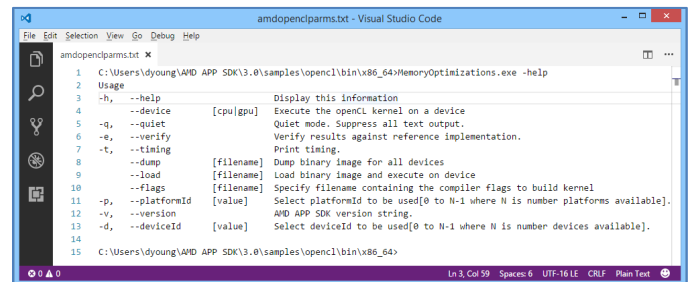 amdopenclparms.txt - Visual Studio Code
File Edit Selection View Go Debug Help
amdopenclparms.txt ×
1 C:\Users\dyoung\AMD APP SDK\3.0\samples\opencl\bin\x86_64>MemoryOptimizations.exe -help
2 Usage
3 -h, --help Display this information
4 --device [cpu|gpu] Execute the openCL kernel on a device
5 -q, --quiet Quiet mode. Suppress all text output.
6 -e, --verify Verify results against reference implementation.
7 -t, --timing Print timing.
8 --dump [filename] Dump binary image for all devices
9 --load [filename] Load binary image and execute on device
10 --flags [filename] Specify filename containing the compiler flags to build kernel
11 -p, --platformId [value] Select platformId to be used[0 to N-1 where N is number platforms available].
12 -v, --version AMD APP SDK version string.
13 -d, --deviceId [value] Select deviceId to be used[0 to N-1 where N is number devices available].
14
15 C:\Users\dyoung\AMD APP SDK\3.0\samples\opencl\bin\x86_64>
0 0 Ln 3, Col 59 Spaces: 6 UTF-16 LE CRLF Plain Text